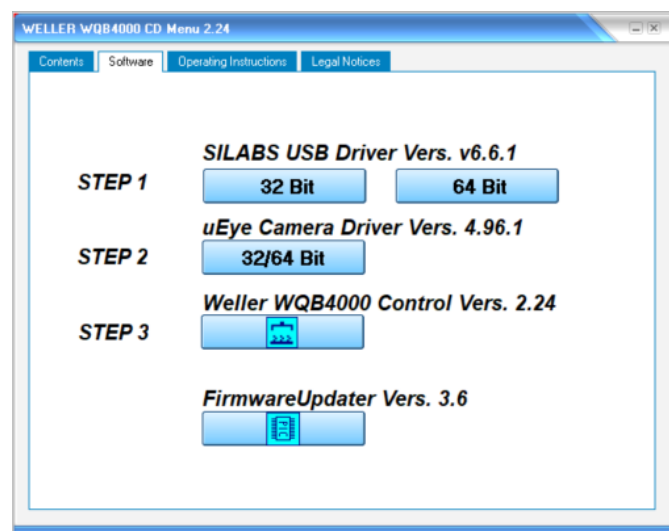 WELLER WQB4000 CD Menu 2.24
Contents Software Operating Instructions Legal Notices
SILABS USB Driver Vers. v6.6.1
STEP 1 32 Bit 64 Bit
uEye Camera Driver Vers. 4.96.1
STEP 2 32/64 Bit
Weller WQB4000 Control Vers. 2.24
STEP 3
FirmwareUpdater Vers. 3.6
PIC